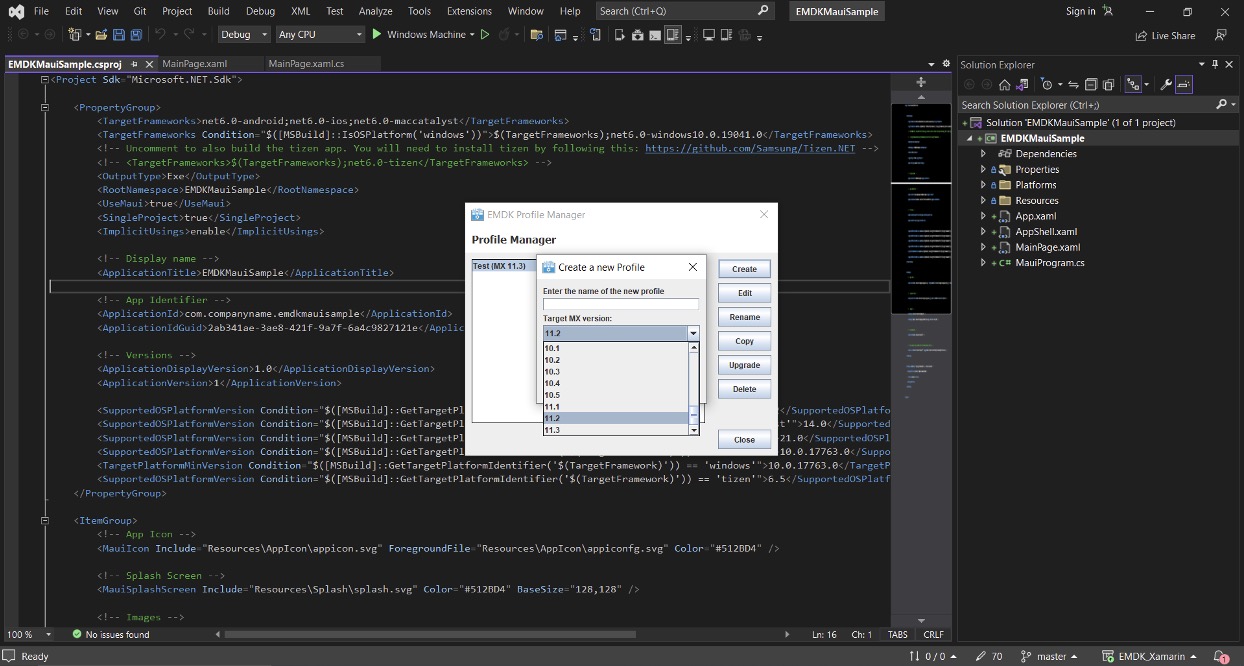 File Edit View Git Project Build Debug XML Test Analyze Tools Extensions Window Help Search (Ctrl+Q) EMDKMauiSample Sign in
Debug Any CPU Windows Machine Live Share
EMDKMauiSample.csproj MainPage.xaml MainPage.xaml.cs
<Project Sdk="Microsoft.NET.Sdk">
<PropertyGroup>
<TargetFrameworks>net6.0-android;net6.0-ios;net6.0-maccatalyst</TargetFrameworks>
<TargetFrameworks Condition="$([MSBuild]::IsOSPlatform('windows'))">$(TargetFrameworks);net6.0-windows10.0.19041.0</TargetFrameworks>
<!-- Uncomment to also build the tizen app. You will need to install tizen by following this: https://github.com/Samsung/Tizen.NET -->
<!-- <TargetFrameworks>$(TargetFrameworks);net6.0-tizen</TargetFrameworks> -->
<OutputType>Exe</OutputType>
<RootNamespace>EMDKMauiSample</RootNamespace>
<UseMaui>true</UseMaui>
<SingleProject>true</SingleProject>
<ImplicitUsings>enable</ImplicitUsings>
<!-- Display name -->
<ApplicationTitle>EMDKMauiSample</ApplicationTitle>
<!-- App Identifier -->
<ApplicationId>com.companyname.emdkmauisample</ApplicationId>
<ApplicationIdGuid>2ab341ae-3ae8-421f-9a7f-6a4c9827121e</Applic
<!-- Versions -->
<ApplicationDisplayVersion>1.0</ApplicationDisplayVersion>
<ApplicationVersion>1</ApplicationVersion>
<SupportedOSPlatformVersion Condition="$([MSBuild]::GetTargetPl /SupportedOSPlatfo
<SupportedOSPlatformVersion Condition="$([MSBuild]::GetTargetPl t'">14.0</Supported
<SupportedOSPlatformVersion Condition="$([MSBuild]::GetTargetPl 21.0</SupportedOSPl
<SupportedOSPlatformVersion Condition="$([MSBuild]::GetTargetPl 10.0.17763.0</Suppo
<TargetPlatformMinVersion Condition="$([MSBuild]::GetTargetPlatformIdentifier('$(TargetFramework)')) == 'windows'">10.0.17763.0</TargetP
<SupportedOSPlatformVersion Condition="$([MSBuild]::GetTargetPlatformIdentifier('$(TargetFramework)')) == 'tizen'">6.5</SupportedOSPlatf
</PropertyGroup>
<ItemGroup>
<!-- App Icon -->
<MauiIcon Include="Resources\AppIcon\appicon.svg" ForegroundFile="Resources\AppIcon\appiconfg.svg" Color="#512BD4" />
<!-- Splash Screen -->
<MauiSplashScreen Include="Resources\Splash\splash.svg" Color="#512BD4" BaseSize="128,128" />
<!-- Images -->
EMDK Profile Manager
Profile Manager
Test (MX 11.3)
Create a new Profile
Enter the name of the new profile
Target MX version:
11.2
10.1
10.2
10.3
10.4
10.5
11.1
11.2
11.3
Create
Edit
Rename
Copy
Upgrade
Delete
Close
Solution Explorer
Search Solution Explorer (Ctrl+;)
Solution 'EMDKMauiSample' (1 of 1 project)
EMDKMauiSample
Dependencies
Properties
Platforms
Resources
App.xaml
AppShell.xaml
MainPage.xaml
C# MauiProgram.cs
100 % No issues found Ln: 16 Ch: 1 TABS CRLF
Ready 0 / 0 70 master EMDK_Xamarin 1